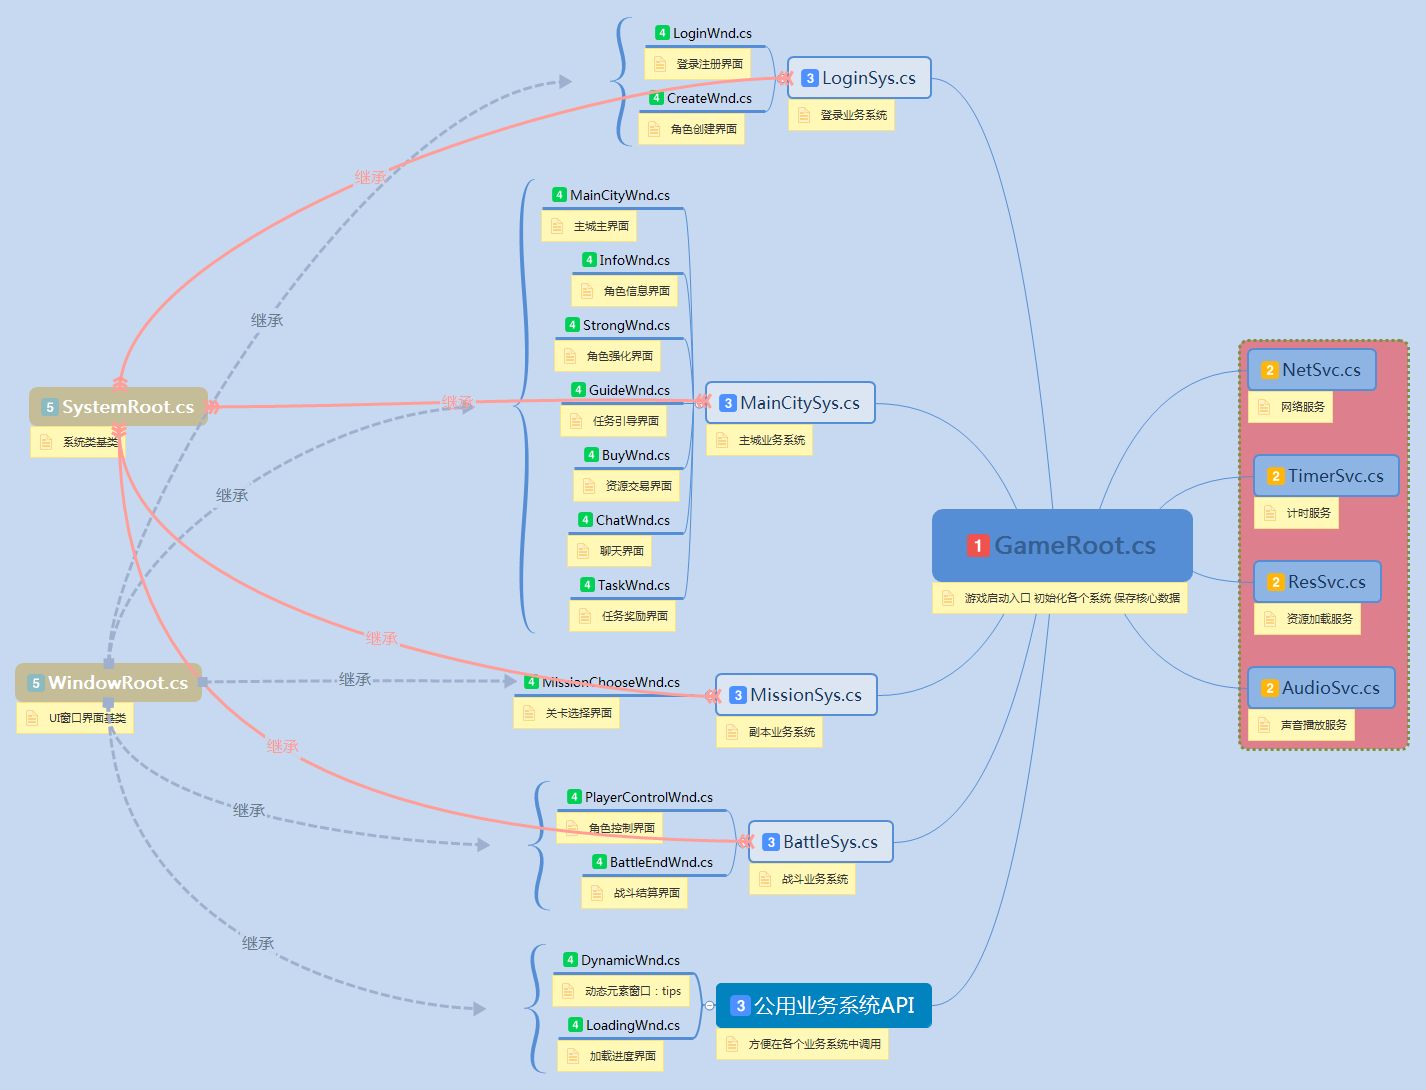 4 LoginWnd.cs
登录注册界面
4 CreateWnd.cs
角色创建界面
3 LoginSys.cs
登录业务系统
继承
4 MainCityWnd.cs
主城主界面
4 InfoWnd.cs
角色信息界面
4 StrongWnd.cs
角色强化界面
4 GuideWnd.cs
任务引导界面
4 BuyWnd.cs
资源交易界面
4 ChatWnd.cs
聊天界面
4 TaskWnd.cs
任务奖励界面
3 MainCitySys.cs
主城业务系统
继承
继承
继承
5 SystemRoot.cs
系统类基类
1 GameRoot.cs
游戏启动入口 初始化各个系统 保存核心数据
2 NetSvc.cs
网络服务
2 TimerSvc.cs
计时服务
2 ResSvc.cs
资源加载服务
2 AudioSvc.cs
声音播放服务
继承
5 WindowRoot.cs
UI窗口界面基类
继承
4 MissionChooseWnd.cs
关卡选择界面
3 MissionSys.cs
副本业务系统
继承
继承
4 PlayerControlWnd.cs
角色控制界面
4 BattleEndWnd.cs
战斗结算界面
3 BattleSys.cs
战斗业务系统
继承
4 DynamicWnd.cs
动态元素窗口：tips
4 LoadingWnd.cs
加载进度界面
3 公用业务系统API
方便在各个业务系统中调用